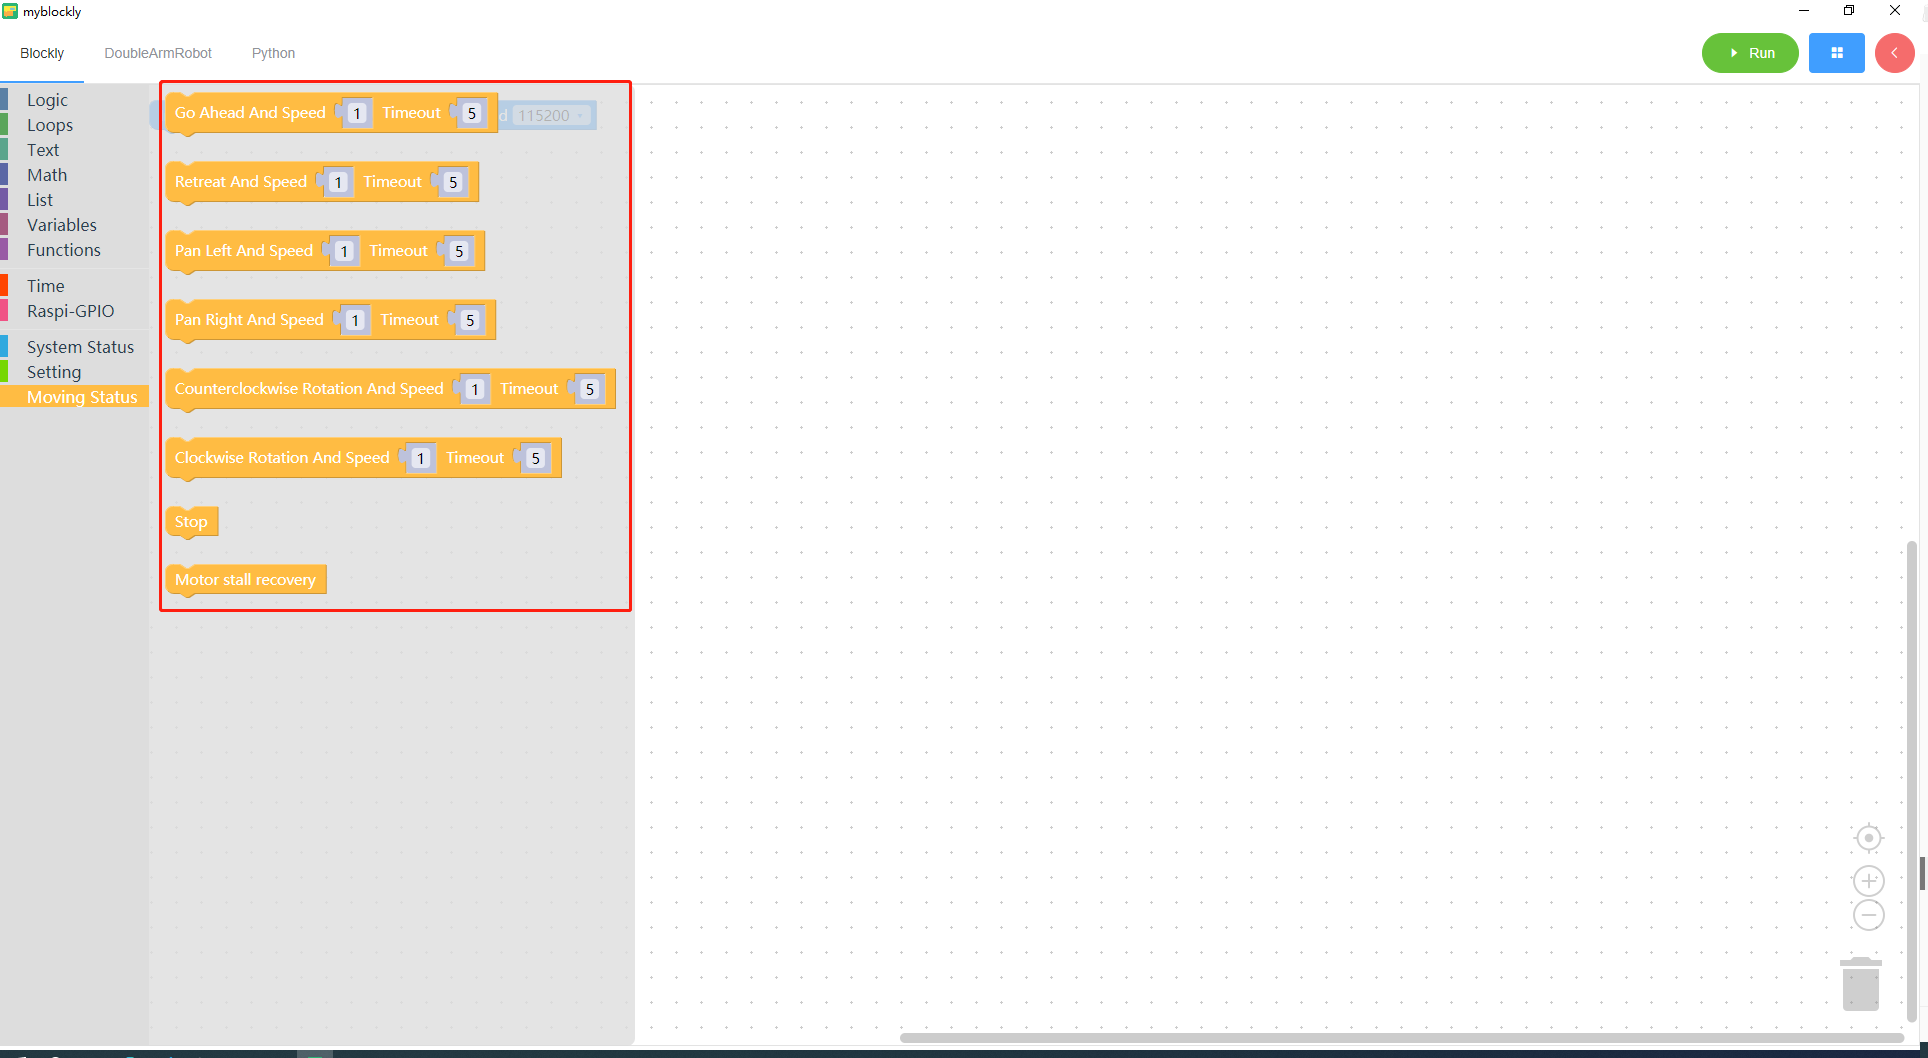 myblockly
Blockly DoubleArmRobot Python Run
Logic
Loops
Text
Math
List
Variables
Functions
Time
Raspi-GPIO
System Status
Setting
Moving Status
Go Ahead And Speed 1 Timeout 5 d 115200
Retreat And Speed 1 Timeout 5
Pan Left And Speed 1 Timeout 5
Pan Right And Speed 1 Timeout 5
Counterclockwise Rotation And Speed 1 Timeout 5
Clockwise Rotation And Speed 1 Timeout 5
Stop
Motor stall recovery